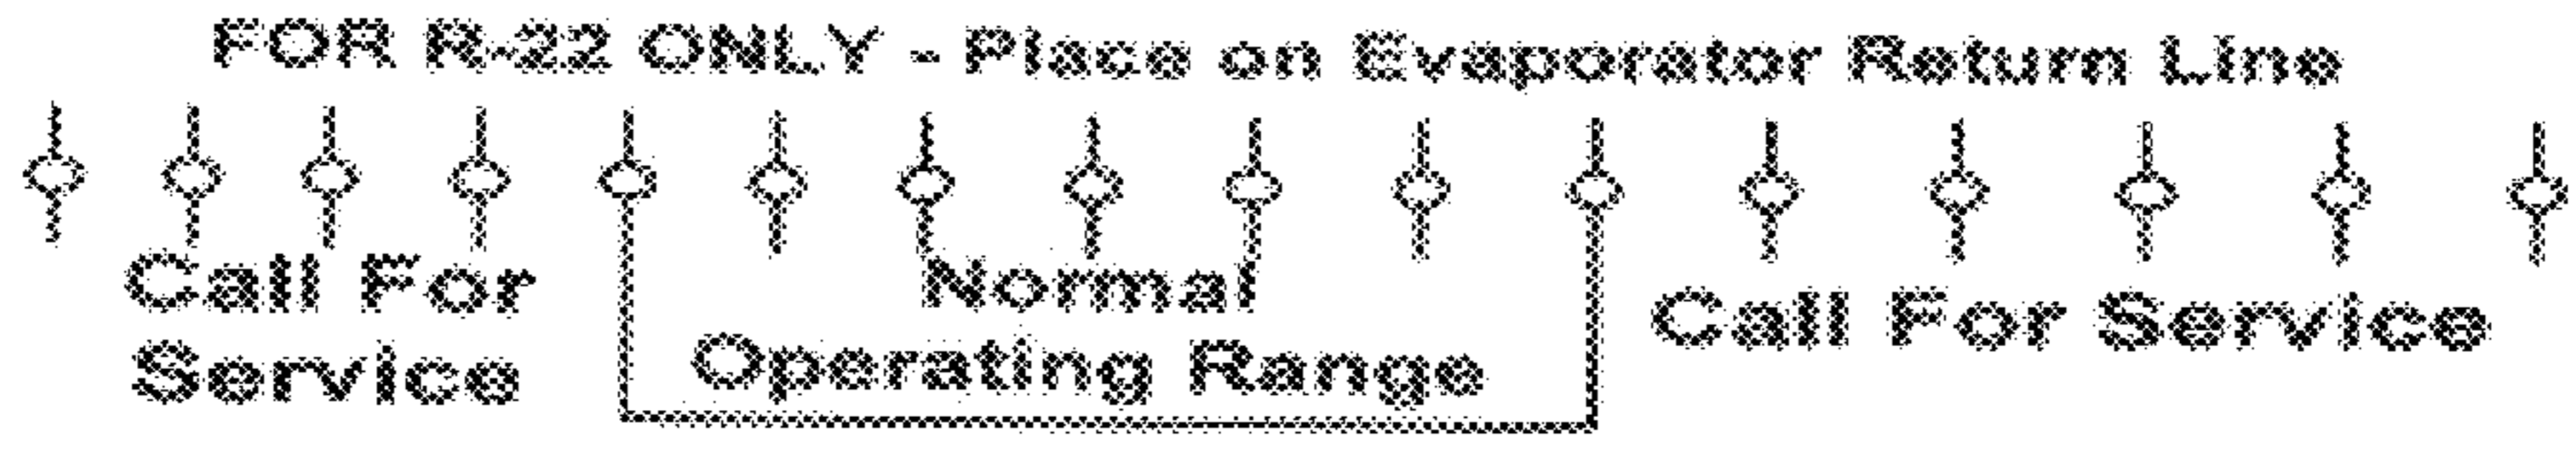 FOR R-22 ONLY - Place on Evaporator Return Line
Call For
Service
Normal
Operating Range
Call For Service